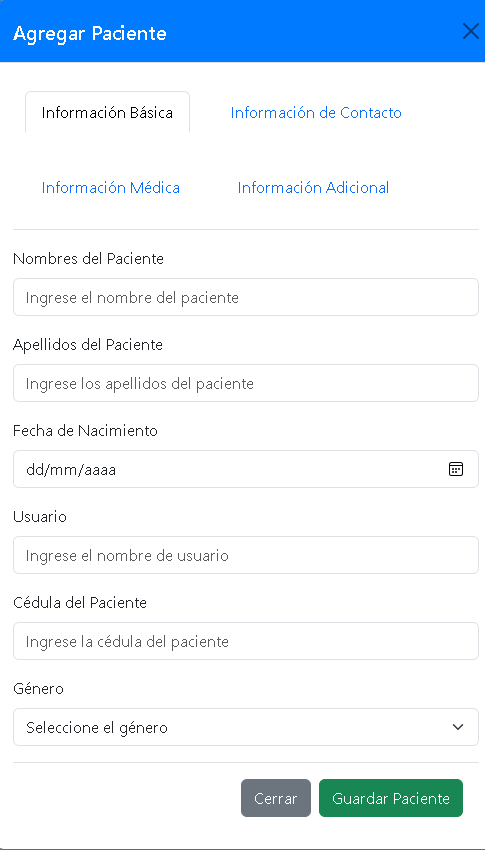 Agregar Paciente
Información Básica
Información de Contacto
Información Médica
Información Adicional
Nombres del Paciente
Ingrese el nombre del paciente
Apellidos del Paciente
Ingrese los apellidos del paciente
Fecha de Nacimiento
dd/mm/aaaa
Usuario
Ingrese el nombre de usuario
Cédula del Paciente
Ingrese la cédula del paciente
Género
Seleccione el género
Cerrar
Guardar Paciente